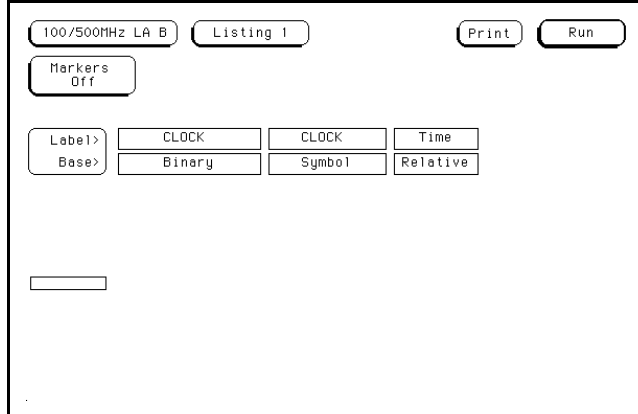 100/500MHz LA B Listing 1 Print Run
Markers
Off
Label> CLOCK CLOCK Time
Base> Binary Symbol Relative